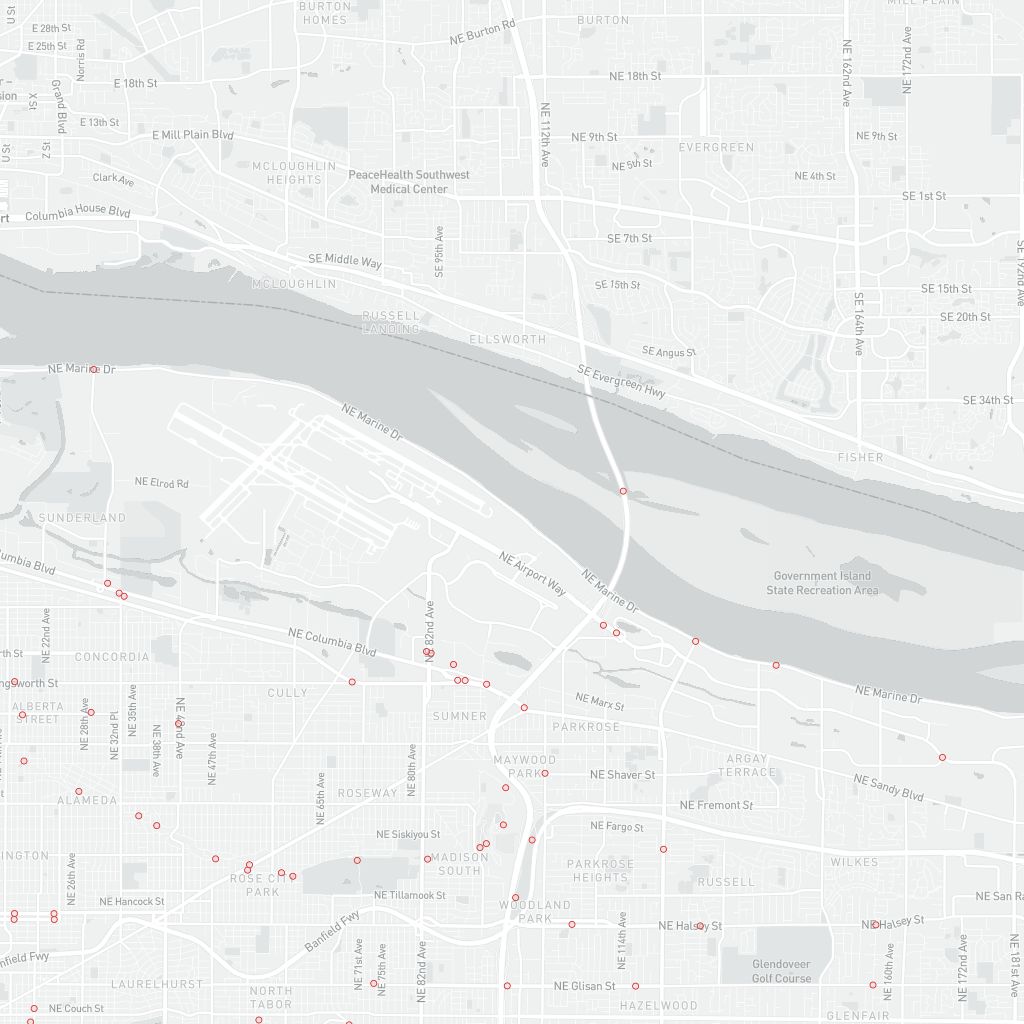 BURTON
HOMES
BURTON
MILL PLAIN
U St
E 28th St
E 25th St
Norris Rd
NE Burton Rd
NE 18th St
NE 162nd Ave
NE 172nd Ave
E 18th St
X St
Grand Blvd
E 13th St
E Mill Plain Blvd
NE 112th Ave
NE 9th St
NE 9th St
U St
Z St
EVERGREEN
NE 5th St
MCLOUGHLIN
HEIGHTS
PeaceHealth Southwest
Medical Center
Clark Ave
NE 4th St
SE 1st St
Columbia House Blvd
SE 7th St
SE 95th Ave
SE Middle Way
SE 192nd Ave
MCLOUGHLIN
SE 15th St
SE 15th St
RUSSELL
LANDING
SE 164th Ave
SE 20th St
ELLSWORTH
SE Angus St
NE Marine Dr
SE Evergreen Hwy
SE 34th St
NE Marine Dr
FISHER
NE Elrod Rd
SUNDERLAND
NE Airport Way
NE Marine Dr
Government Island
State Recreation Area
NE 22nd Ave
NE 82nd Ave
NE Columbia Blvd
CONCORDIA
CULLY
NE Marine Dr
ALBERTA
STREET
NE 28th Ave
NE 32nd Pl
NE 35th Ave
NE 38th Ave
NE 42nd Ave
NE 47th Ave
SUMNER
NE Marx St
PARKROSE
MAYWOOD
PARK
NE Shaver St
ARGAY
TERRACE
NE Sandy Blvd
NE 65th Ave
NE 80th Ave
ROSEWAY
ALAMEDA
NE Fremont St
NE Siskiyou St
NE Fargo St
MADISON
SOUTH
PARKROSE
HEIGHTS
WILKES
NE 26th Ave
ROSE CITY
PARK
RUSSELL
NE Tillamook St
NE Hancock St
WOODLAND
PARK
NE Halsey St
NE Halsey St
Banfield Fwy
NE 71st Ave
NE 75th Ave
NE 82nd Ave
NE 114th Ave
NE 160th Ave
NE 172nd Ave
NE 181st Ave
LAURELHURST
NORTH
TABOR
NE Glisan St
Glendoveer
Golf Course
NE Couch St
HAZELWOOD
GLENFAIR